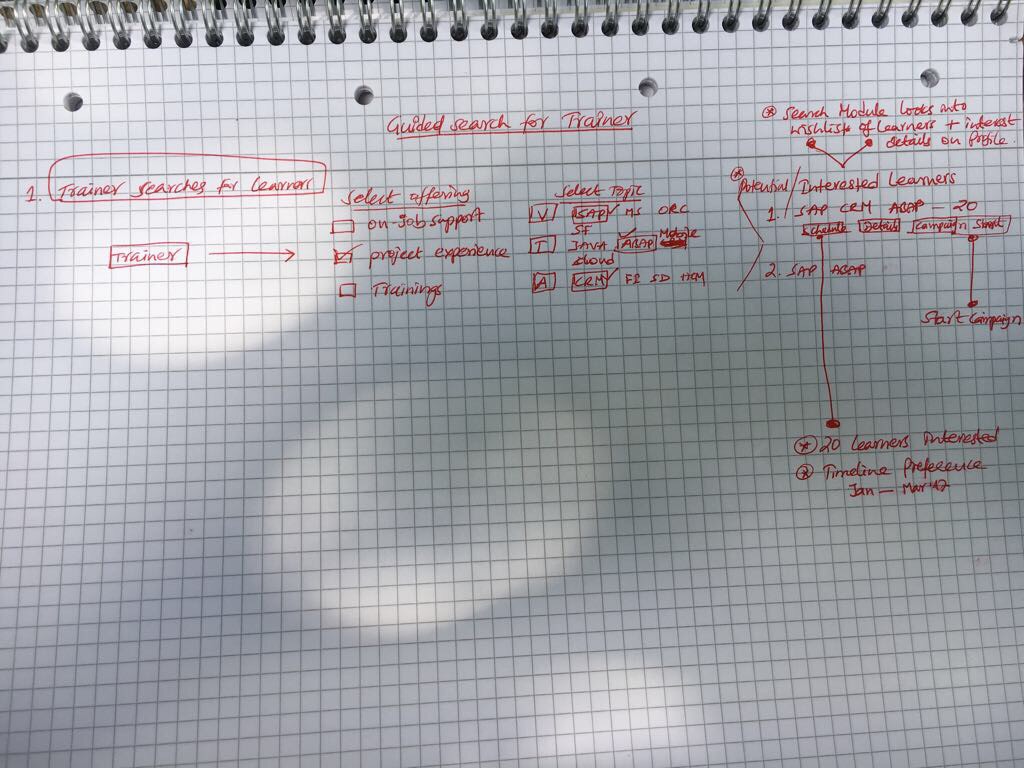 Guided search for Trainer
1. Trainer searches for learners
Trainer
Select offering
on-Job support
project experience
Trainings
Select Topic
V SAP MS ORC
SF
T JAVA ABAP Mobile
cloud
A CRM FI SD HCM
* Search Module looks into
wishlists of learners + interest
details on profile.
* Potential / Interested Learners
1. SAP CRM ABAP - 20
Schedule Details Campaign Start
2. SAP ABAP
Start Campaign
* 20 Learners Interested
* Timeline Preference
Jan - Mar